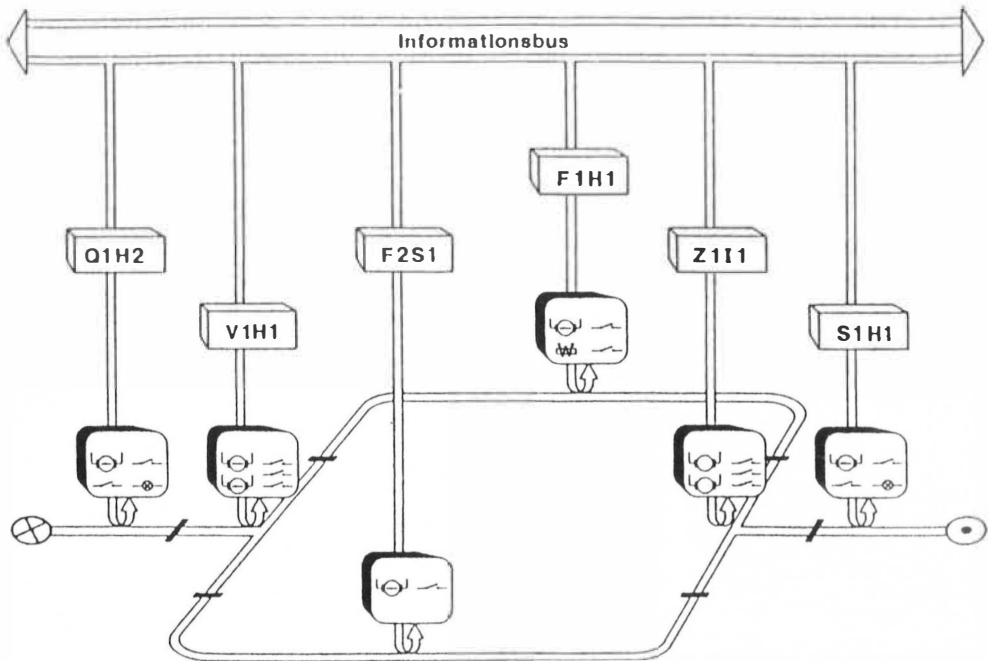 Informationsbus
F1H1
Q1H2
F2S1
Z1I1
V1H1
S1H1